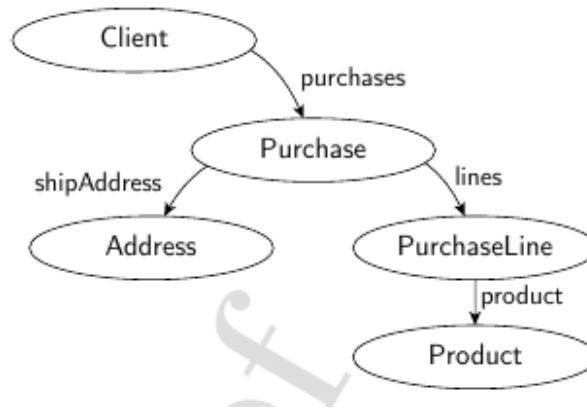 Client
purchases
Purchase
shipAddress
lines
Address
PurchaseLine
product
Product